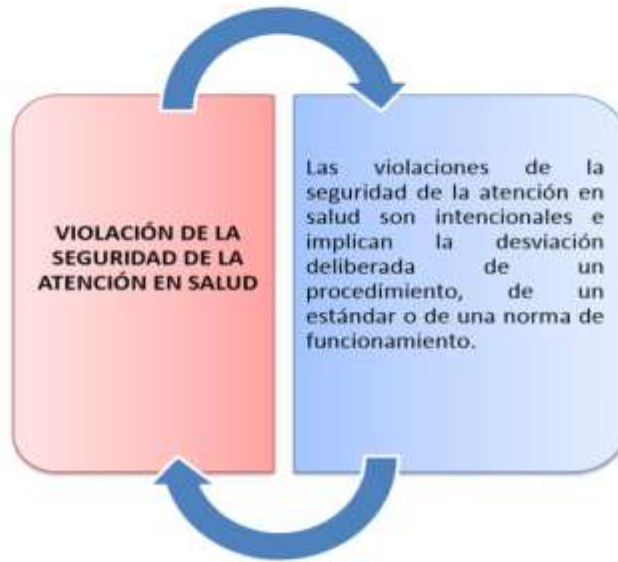 VIOLACIÓN DE LA
SEGURIDAD DE LA
ATENCIÓN EN SALUD
Las violaciones de la
seguridad de la atención en
salud son intencionales e
implican la desviación
deliberada de un
procedimiento, de un
estándar o de una norma de
funcionamiento.